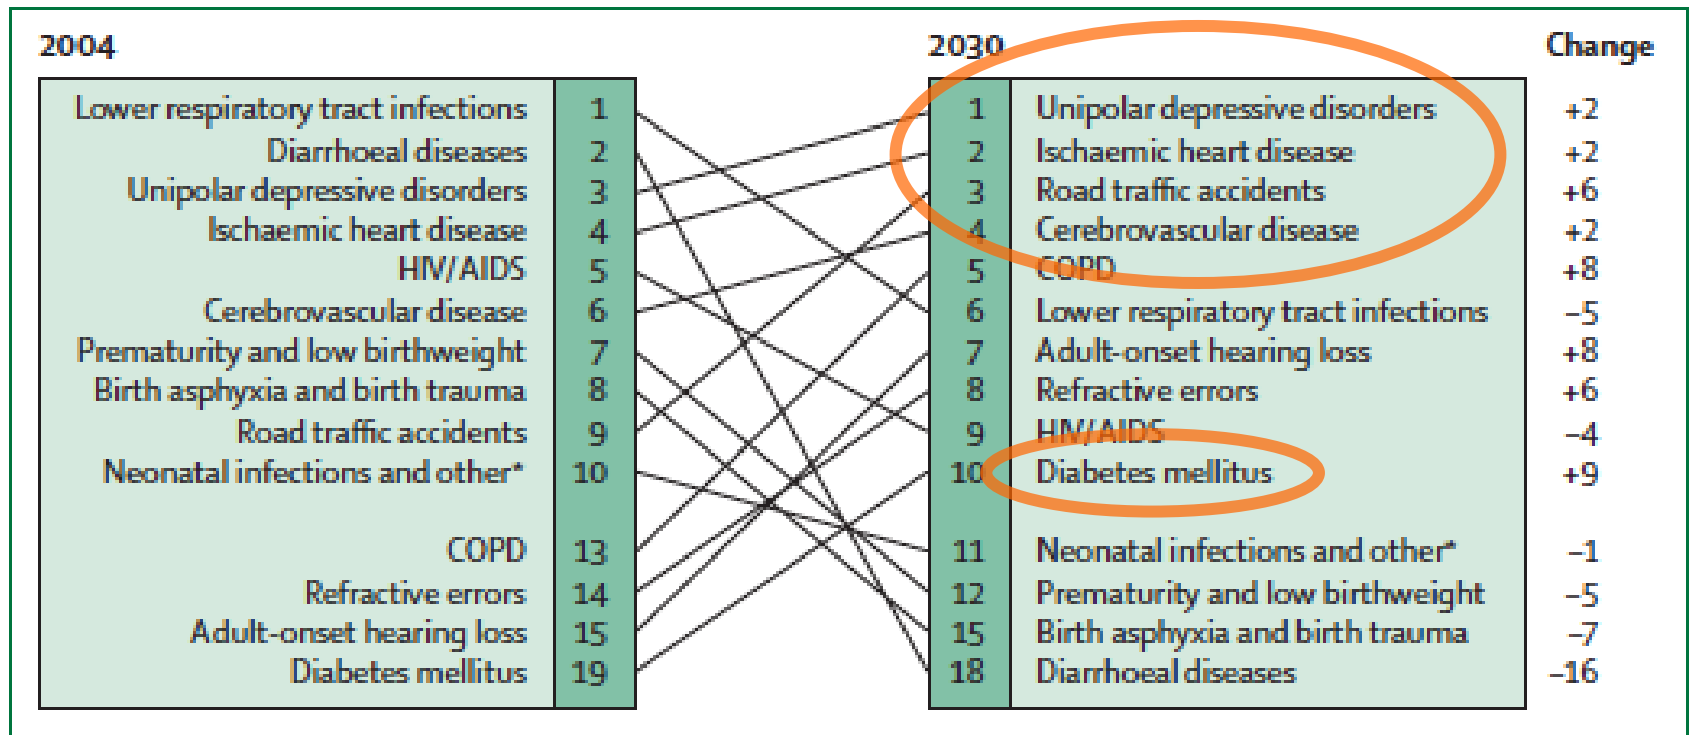 2004 2030 Change
Lower respiratory tract infections 1 1 Unipolar depressive disorders +2
Diarrhoeal diseases 2 2 Ischaemic heart disease +2
Unipolar depressive disorders 3 3 Road traffic accidents +6
Ischaemic heart disease 4 4 Cerebrovascular disease +2
HIV/AIDS 5 5 COPD +8
Cerebrovascular disease 6 6 Lower respiratory tract infections –5
Prematurity and low birthweight 7 7 Adult-onset hearing loss +8
Birth asphyxia and birth trauma 8 8 Refractive errors +6
Road traffic accidents 9 9 HIV/AIDS –4
Neonatal infections and other* 10 10 Diabetes mellitus +9
COPD 13 11 Neonatal infections and other* –1
Refractive errors 14 12 Prematurity and low birthweight –5
Adult-onset hearing loss 15 15 Birth asphyxia and birth trauma –7
Diabetes mellitus 19 18 Diarrhoeal diseases –16